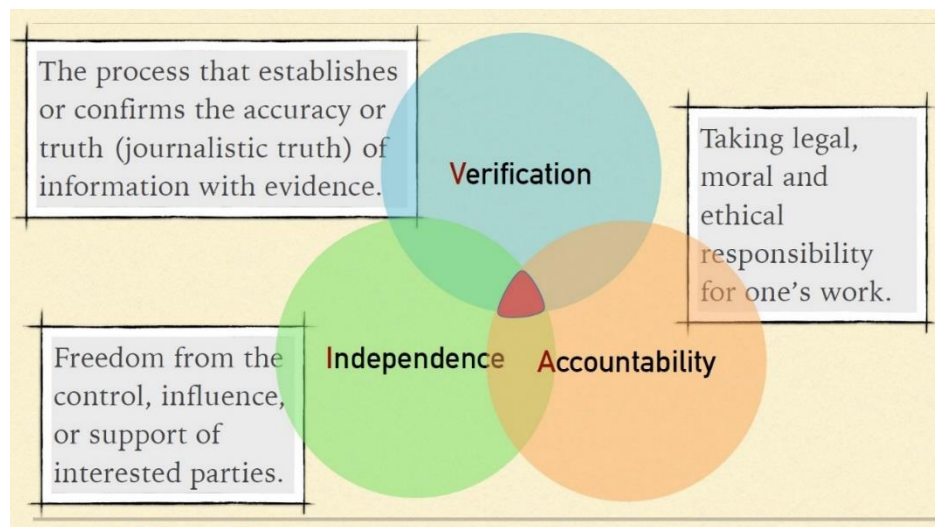 The process that establishes
or confirms the accuracy or
truth (journalistic truth) of
information with evidence.
Verification
Taking legal,
moral and
ethical
responsibility
for one's work.
Freedom from the
control, influence,
or support of
interested parties.
Independence
Accountability